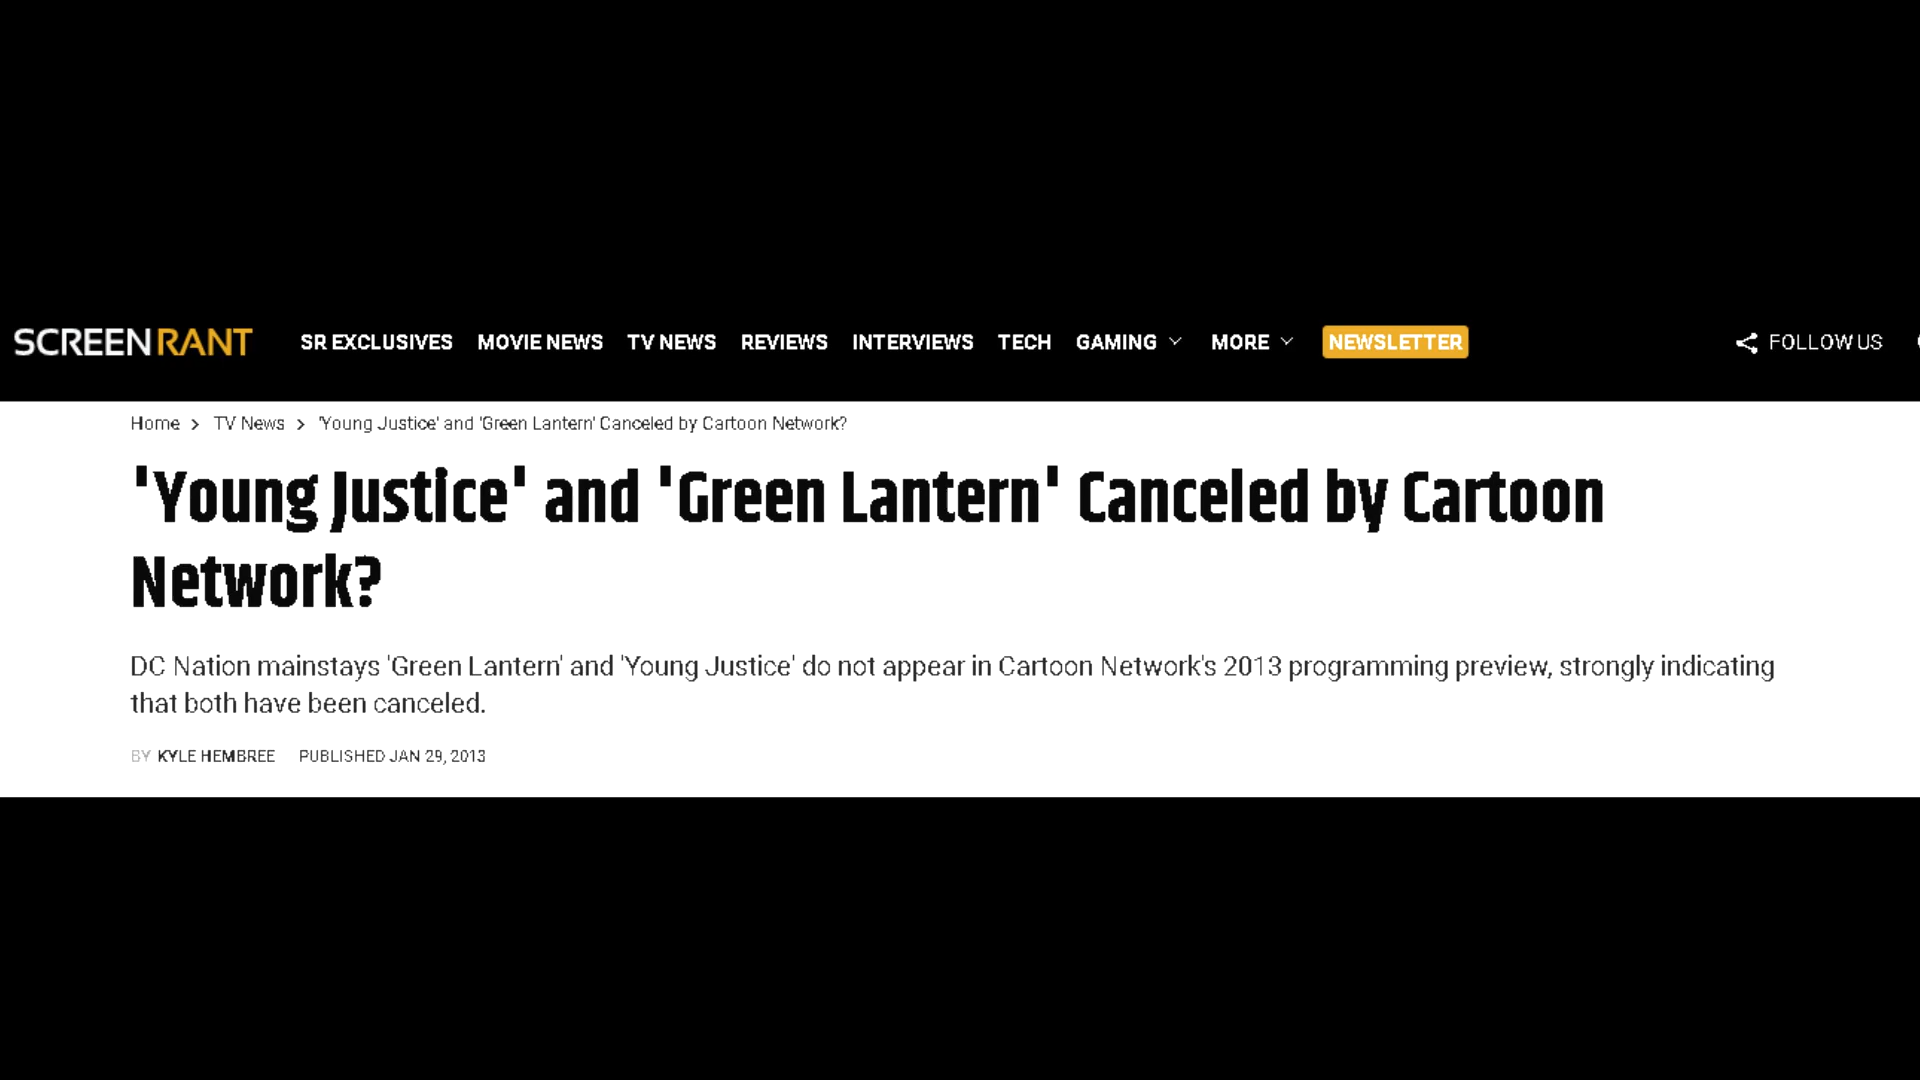 SCREENRANT SR EXCLUSIVES MOVIE NEWS TV NEWS REVIEWS INTERVIEWS TECH GAMING MORE NEWSLETTER FOLLOW US
Home > TV News > 'Young Justice' and 'Green Lantern' Canceled by Cartoon Network?
'Young Justice' and 'Green Lantern' Canceled by Cartoon
Network?
DC Nation mainstays 'Green Lantern' and 'Young Justice' do not appear in Cartoon Network's 2013 programming preview, strongly indicating
that both have been canceled.
BY KYLE HEMBREE PUBLISHED JAN 29, 2013